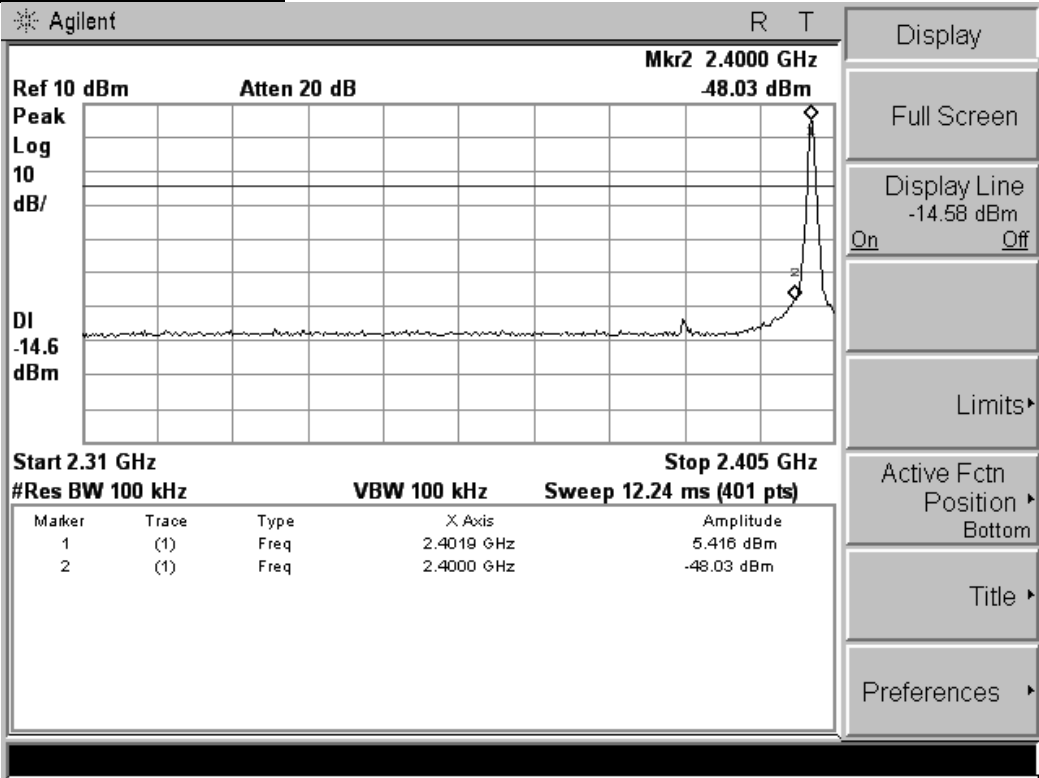 Agilent R T
Mkr2 2.4000 GHz
Ref 10 dBm Atten 20 dB -48.03 dBm
Peak
Log
10
dB/
2
DI
-14.6
dBm
Start 2.31 GHz Stop 2.405 GHz
#Res BW 100 kHz VBW 100 kHz Sweep 12.24 ms (401 pts)
Marker Trace Type X Axis Amplitude
1 (1) Freq 2.4019 GHz 5.416 dBm
2 (1) Freq 2.4000 GHz -48.03 dBm
Display
Full Screen
Display Line
-14.58 dBm
On Off
Limits
Active Fctn
Position
Bottom
Title
Preferences